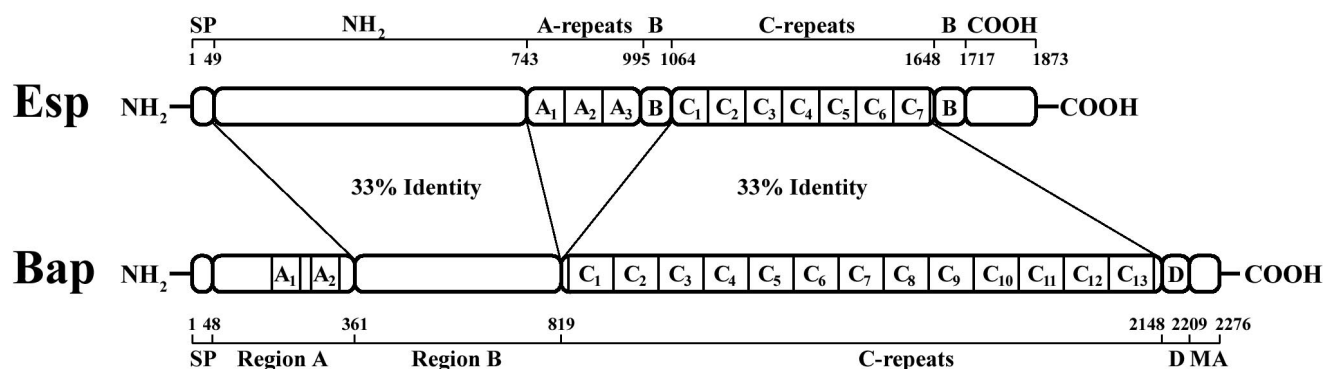 SP NH₂ A-repeats B C-repeats B COOH
1 49 743 995 1064 1648 1717 1873
Esp NH₂ A₁ A₂ A₃ B C₁ C₂ C₃ C₄ C₅ C₆ C₇ B COOH
33% Identity 33% Identity
Bap NH₂ A₁ A₂ C₁ C₂ C₃ C₄ C₅ C₆ C₇ C₈ C₉ C₁₀ C₁₁ C₁₂ C₁₃ D COOH
1 48 361 819 2148 2209 2276
SP Region A Region B C-repeats D MA